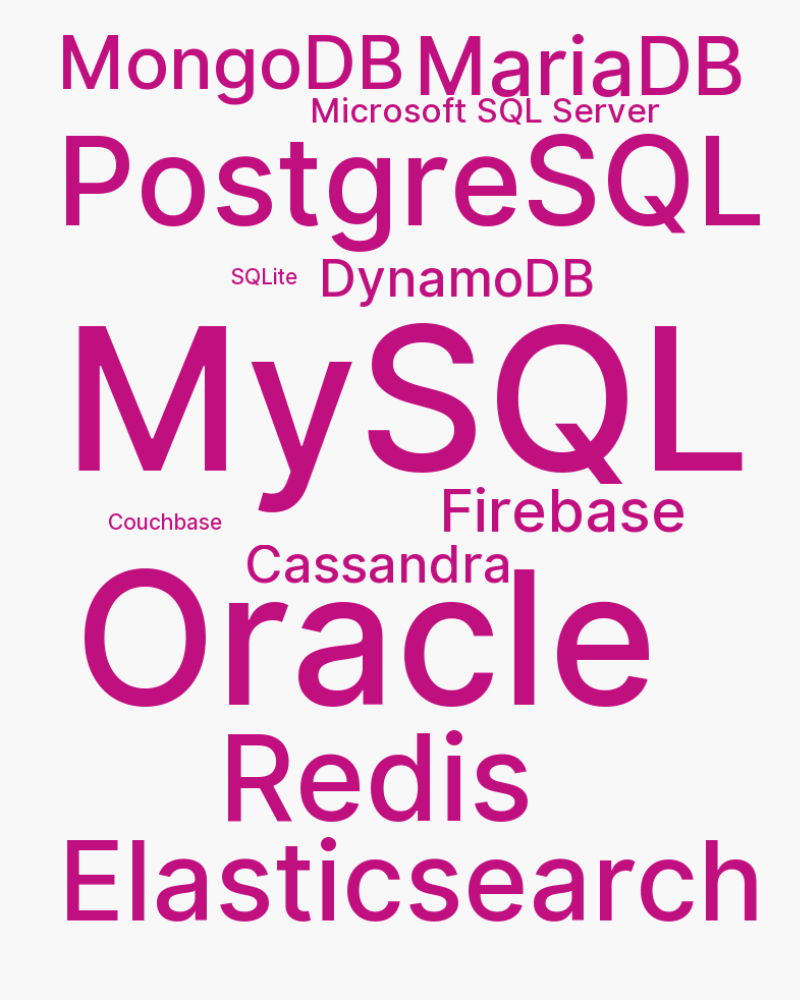 MongoDB MariaDB
Microsoft SQL Server
PostgreSQL
SQLite DynamoDB
MySQL
Firebase
Couchbase
Cassandra
Oracle
Redis
Elasticsearch